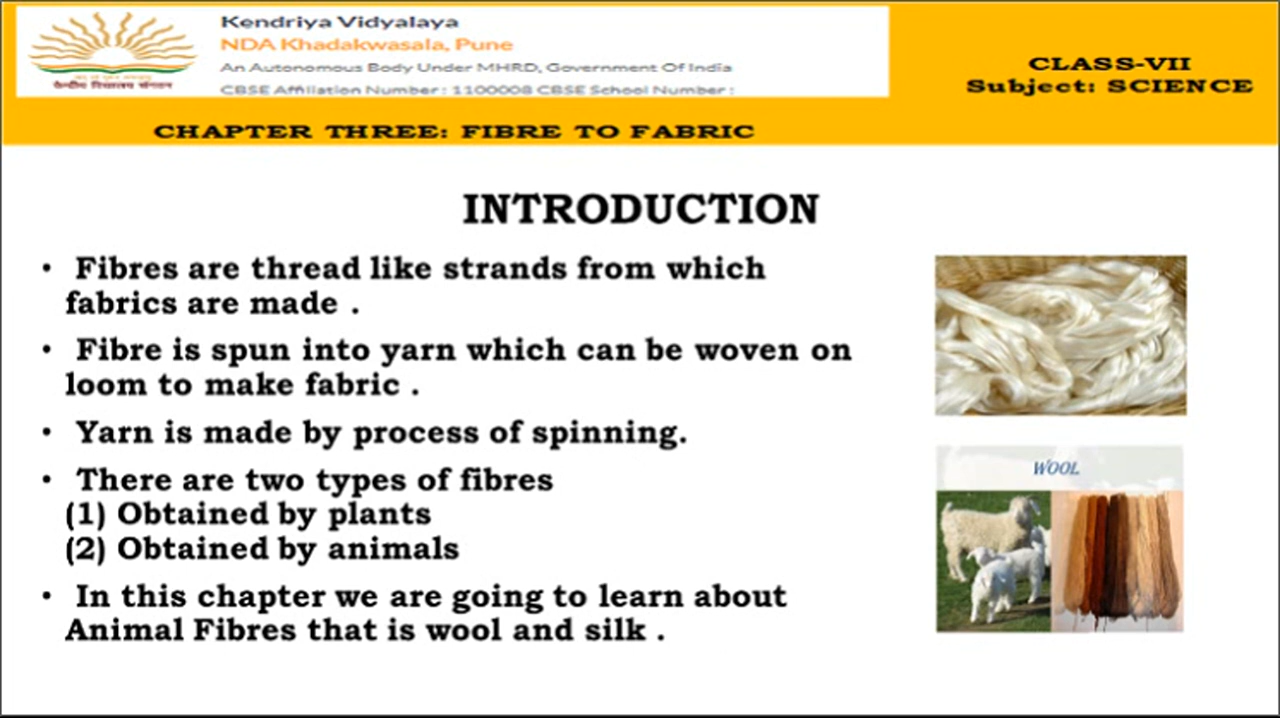 Kendriya Vidyalaya
NDA Khadakwasala, Pune
An Autonomous Body Under MHRD, Government Of India
CBSE Affiliation Number : 1100008 CBSE School Number :
केन्द्रीय विद्यालय संगठन
CLASS-VII
Subject: SCIENCE
CHAPTER THREE: FIBRE TO FABRIC
INTRODUCTION
• Fibres are thread like strands from which
fabrics are made .
• Fibre is spun into yarn which can be woven on
loom to make fabric .
• Yarn is made by process of spinning.
• There are two types of fibres
(1) Obtained by plants
(2) Obtained by animals
• In this chapter we are going to learn about
Animal Fibres that is wool and silk .
WOOL